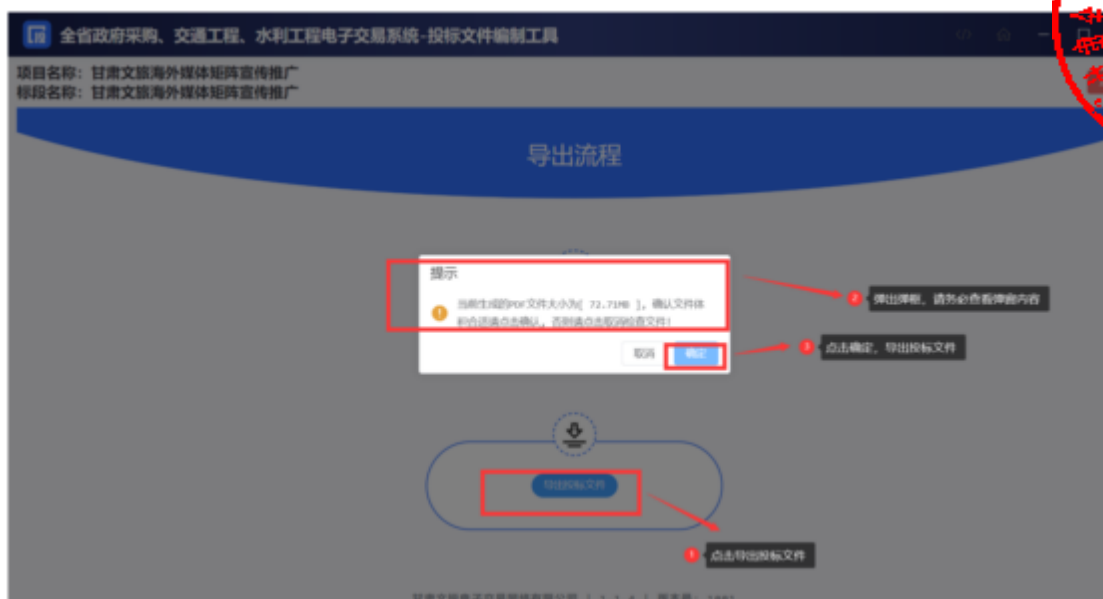 全省政府采购、交通工程、水利工程电子交易系统-投标文件编制工具
项目名称：甘肃文旅海外媒体矩阵宣传推广
标段名称：甘肃文旅海外媒体矩阵宣传推广
导出流程
提示
当前生成的PDF文件大小为[ 72.71MB ]，确认文件体
积合适请点击确认，否则请点击取消检查文件！
取消 确定
2 弹出弹框，请务必查看弹窗内容
3 点击确定，导出投标文件
导出投标文件
1 点击导出投标文件